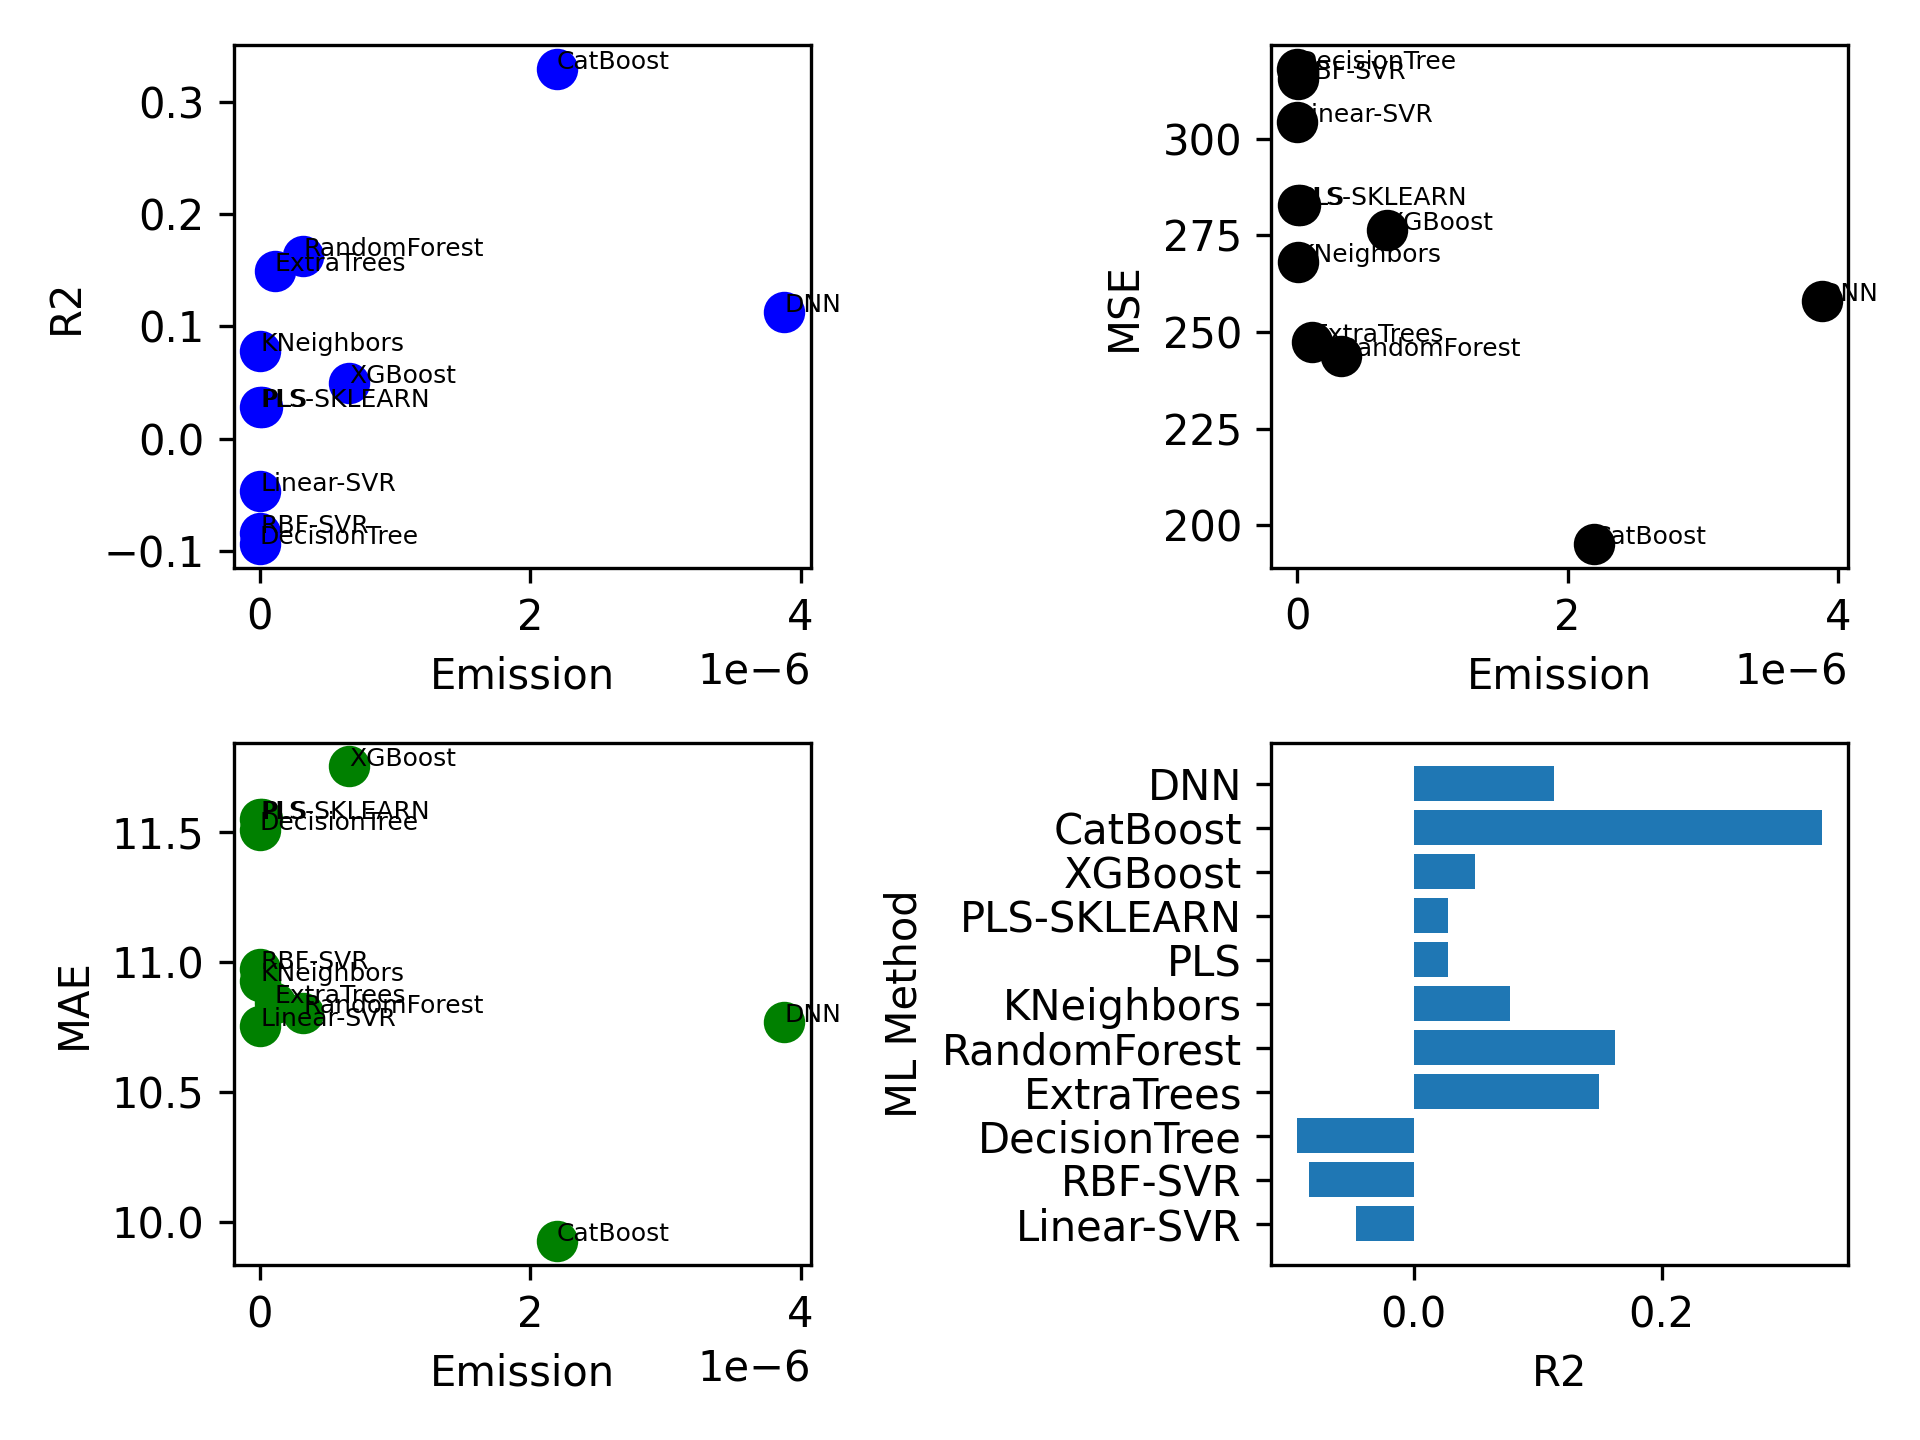 R2
0.3
0.2
0.1
0.0
−0.1
CatBoost
RandomForest
ExtraTrees
DNN
KNeighbors
XGBoost
PLS-SKLEARN
Linear-SVR
RBF-SVR
DecisionTree
0 2 4
Emission 1e−6
MSE
300
275
250
225
200
DecisionTree
RBF-SVR
Linear-SVR
PLS-SKLEARN
XGBoost
KNeighbors
DNN
ExtraTrees
RandomForest
CatBoost
0 2 4
Emission 1e−6
MAE
11.5
11.0
10.5
10.0
XGBoost
PLS-SKLEARN
DecisionTree
RBF-SVR
KNeighbors
ExtraTrees
RandomForest
Linear-SVR
DNN
CatBoost
0 2 4
Emission 1e−6
ML Method
DNN
CatBoost
XGBoost
PLS-SKLEARN
PLS
KNeighbors
RandomForest
ExtraTrees
DecisionTree
RBF-SVR
Linear-SVR
0.0 0.2
R2